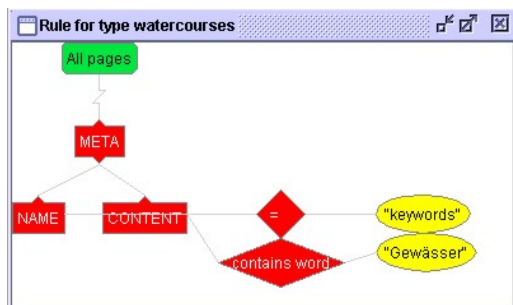 Rule for type watercourses
All pages
META
NAME
CONTENT
=
"keywords"
contains word
"Gewässer"